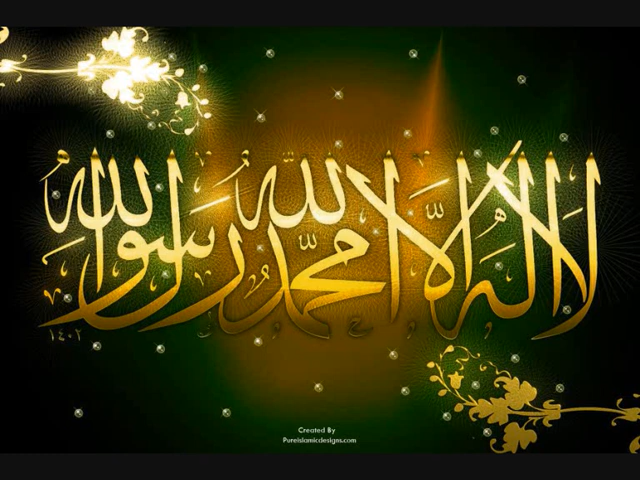 لا اله الا الله محمد رسول الله
١٤٠٢
Created By
Pureislamicdesigns.com